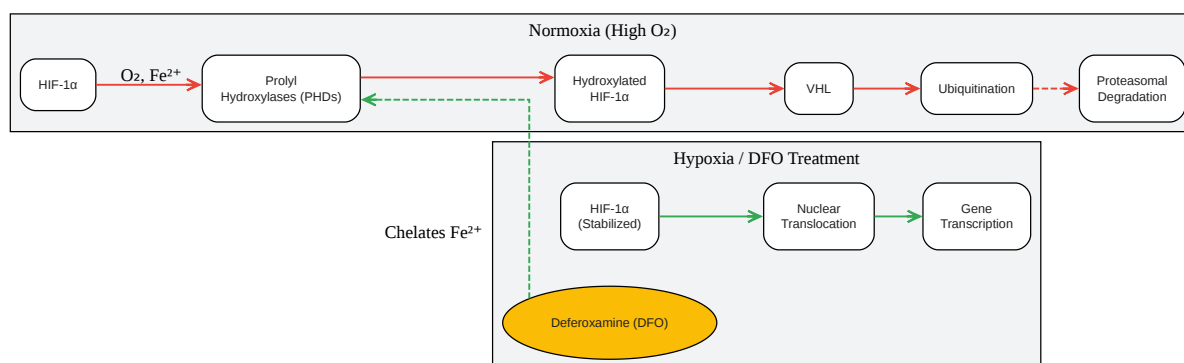 Normoxia (High O₂)
HIF-1α
O₂, Fe²⁺
Prolyl
Hydroxylases (PHDs)
Hydroxylated
HIF-1α
VHL
Ubiquitination
Proteasomal
Degradation
Hypoxia / DFO Treatment
HIF-1α
(Stabilized)
Nuclear
Translocation
Gene
Transcription
Chelates Fe²⁺
Deferoxamine (DFO)